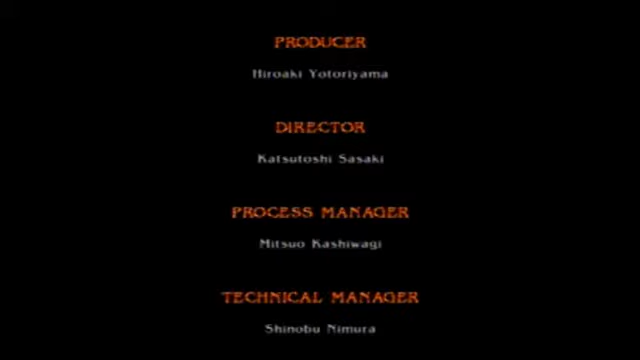 PRODUCER
Hiroaki Yotoriyama
DIRECTOR
Katsutoshi Sasaki
PROCESS MANAGER
Mitsuo Kashiwagi
TECHNICAL MANAGER
Shinobu Nimura